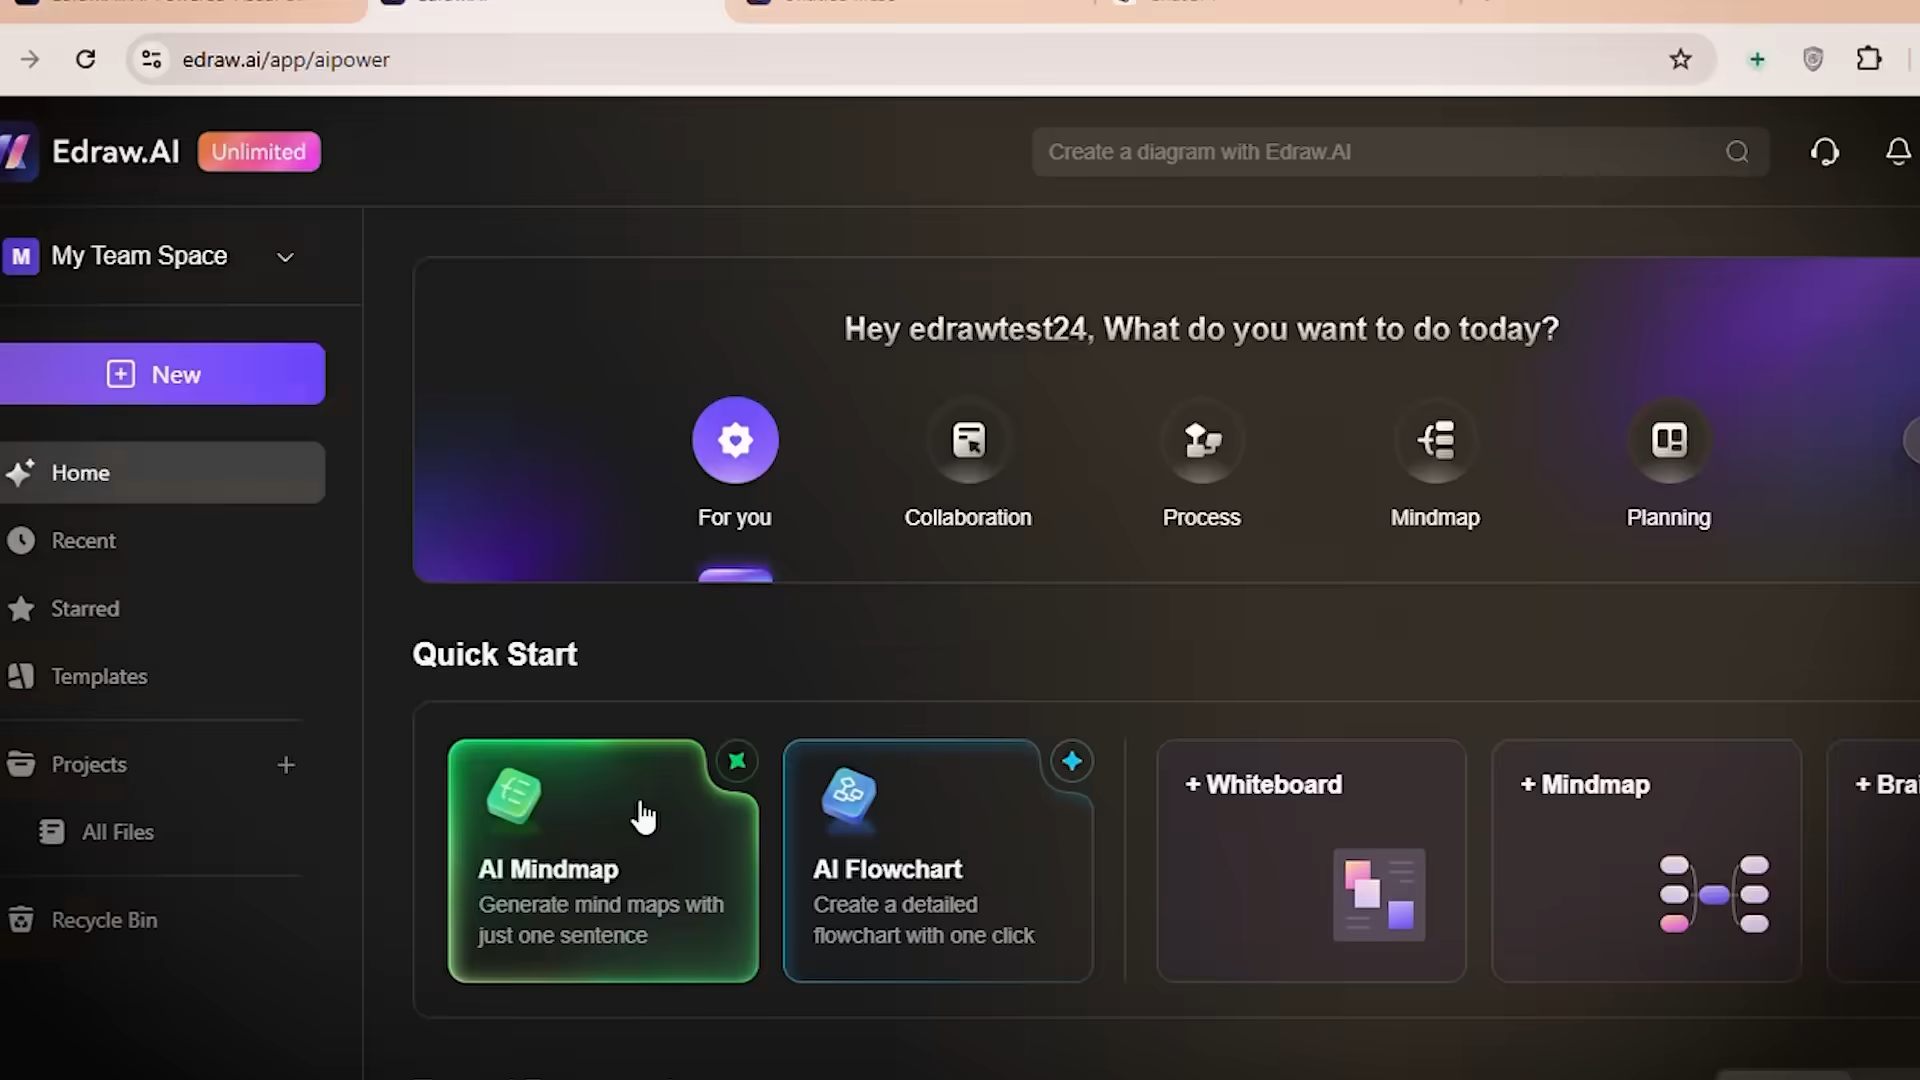 edraw.ai/app/aipower
Edraw.AI
Unlimited
Create a diagram with Edraw.AI
M
My Team Space
New
Home
Recent
Starred
Templates
Projects
All Files
Recycle Bin
Hey edrawtest24, What do you want to do today?
For you
Collaboration
Process
Mindmap
Planning
Quick Start
AI Mindmap
Generate mind maps with
just one sentence
AI Flowchart
Create a detailed
flowchart with one click
+ Whiteboard
+ Mindmap
+ Brai